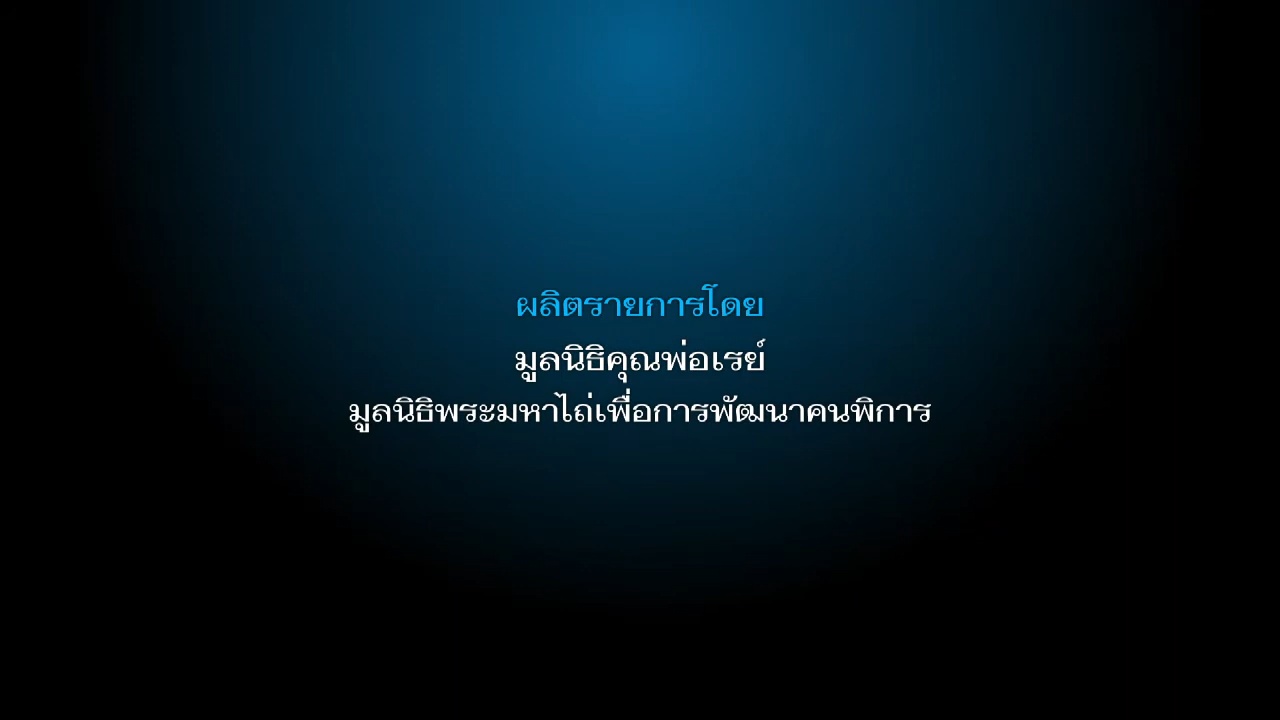 ผลิตรายการโดย
มูลนิธิคุณพ่อเรย์
มูลนิธิพระมหาไถ่เพื่อการพัฒนาคนพิการ